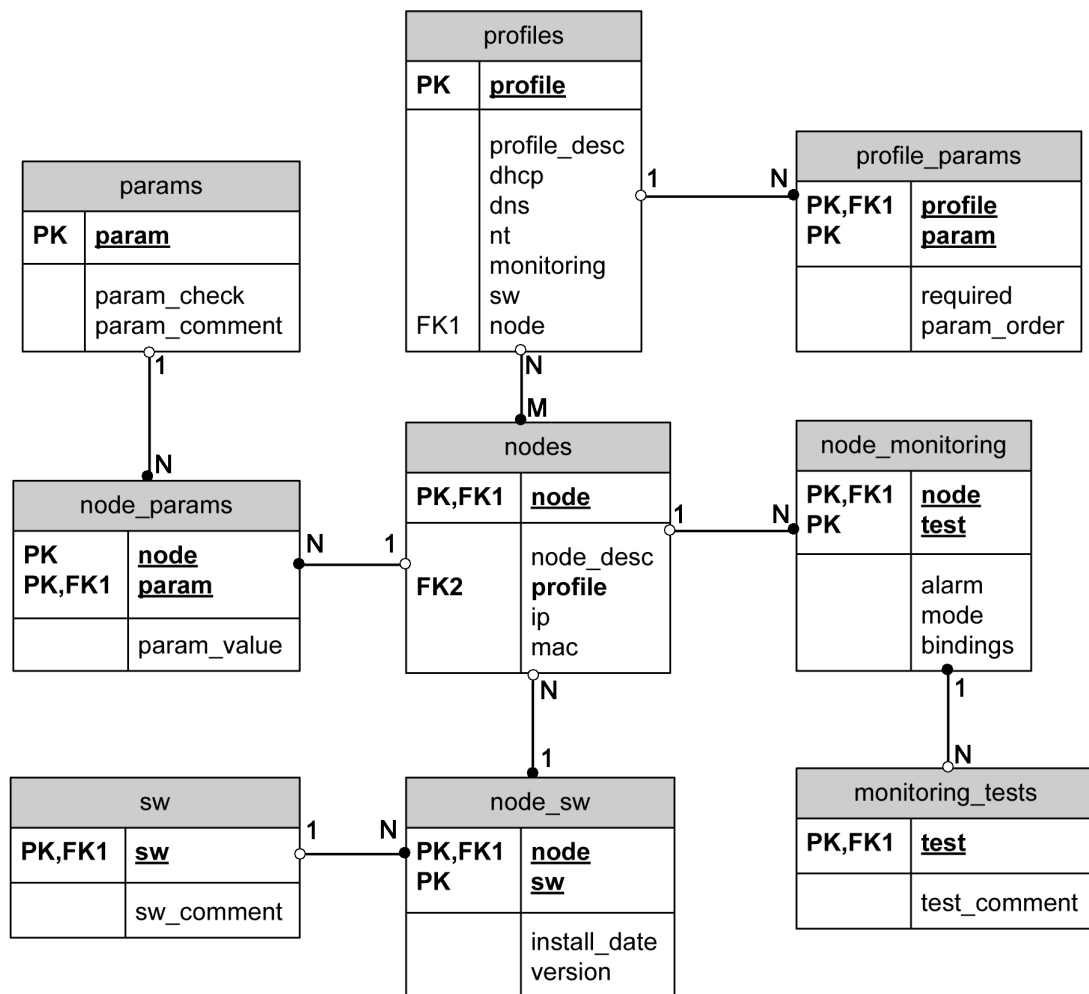 profiles
PK profile
profile_desc
dhcp
dns
nt
monitoring
sw
FK1 node
profile_params
PK,FK1 profile
PK param
required
param_order
1 N
params
PK param
param_check
param_comment
1
N
N
M
node_params
PK node
PK,FK1 param
param_value
N 1
nodes
PK,FK1 node
node_desc
FK2 profile
ip
mac
1 N
node_monitoring
PK,FK1 node
PK test
alarm
mode
bindings
N
1
1
N
sw
PK,FK1 sw
sw_comment
1 N
node_sw
PK,FK1 node
PK sw
install_date
version
monitoring_tests
PK,FK1 test
test_comment